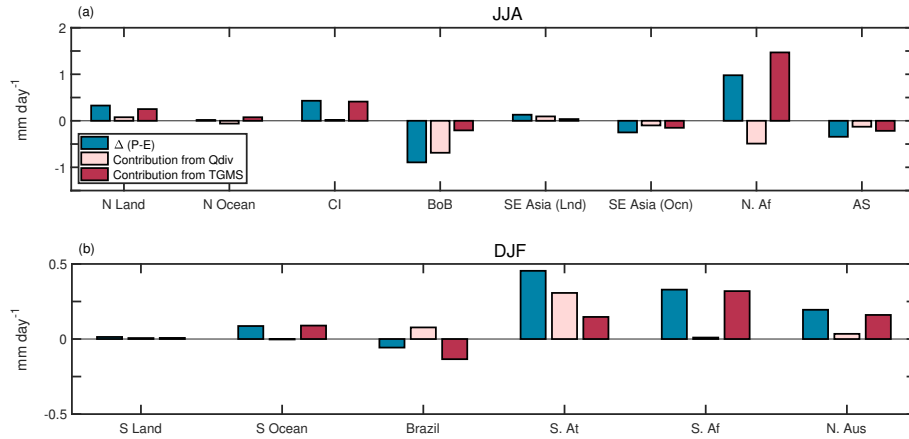 (a)
JJA
2
1
0
-1
mm day⁻¹
Δ (P-E)
Contribution from Qdiv
Contribution from TGMS
N Land N Ocean CI BoB SE Asia (Lnd) SE Asia (Ocn) N. Af AS
(b)
DJF
0.5
0
-0.5
mm day⁻¹
S Land S Ocean Brazil S. At S. Af N. Aus